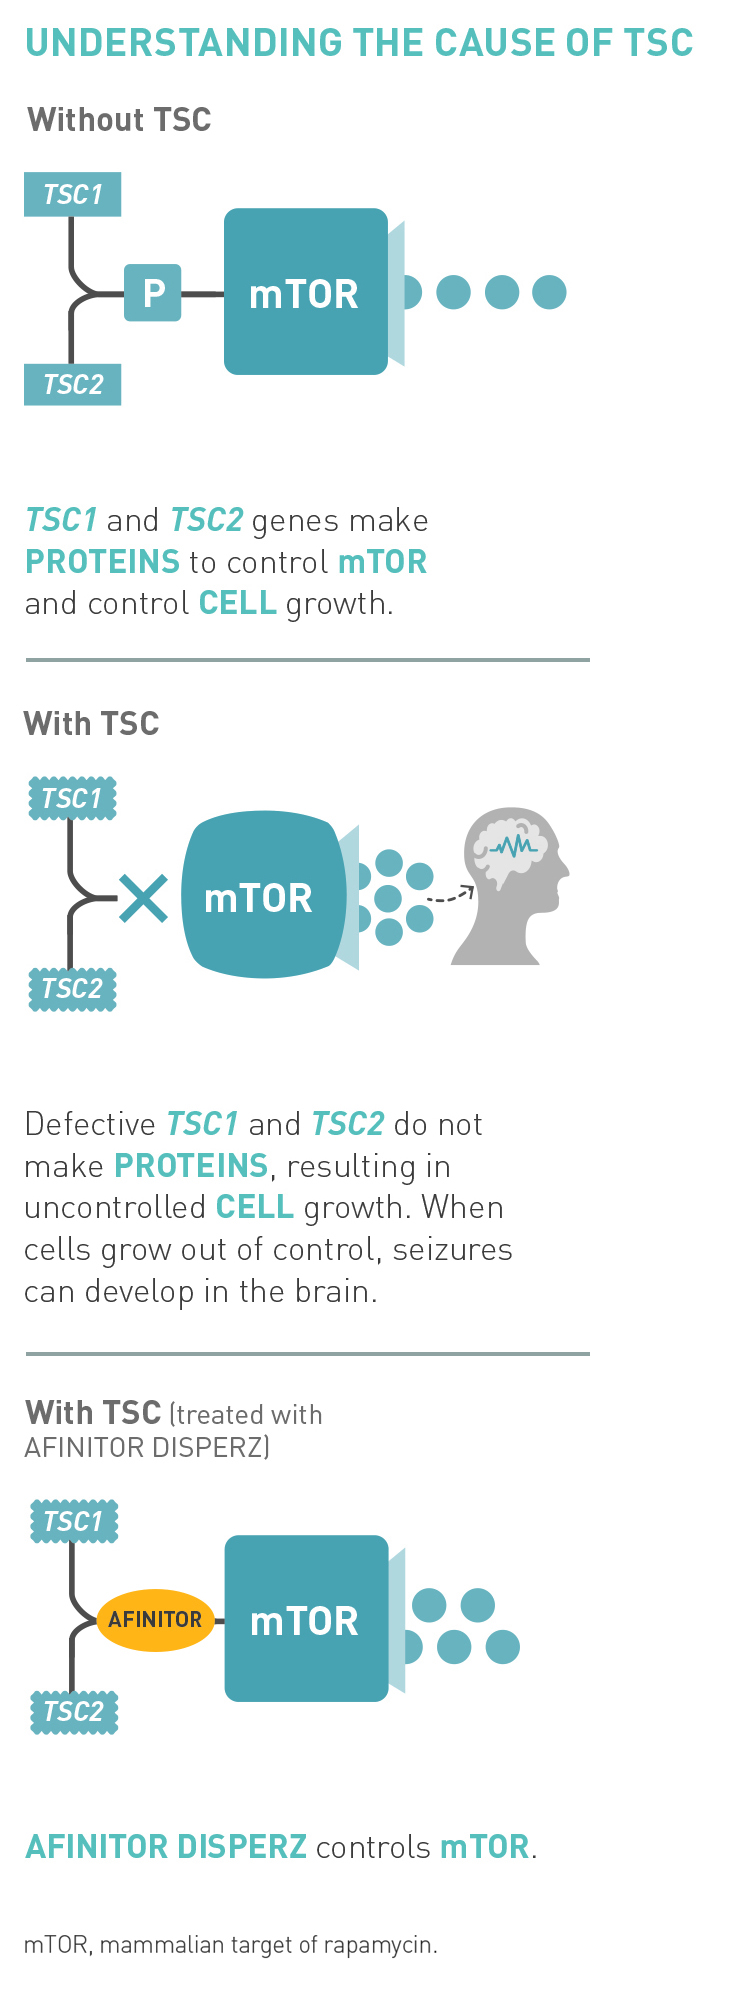 UNDERSTANDING THE CAUSE OF TSC
Without TSC
TSC1
P
mTOR
TSC2
TSC1 and TSC2 genes make
PROTEINS to control mTOR
and control CELL growth.
With TSC
TSC1
mTOR
TSC2
Defective TSC1 and TSC2 do not
make PROTEINS, resulting in
uncontrolled CELL growth. When
cells grow out of control, seizures
can develop in the brain.
With TSC (treated with
AFINITOR DISPERZ)
TSC1
AFINITOR
mTOR
TSC2
AFINITOR DISPERZ controls mTOR.
mTOR, mammalian target of rapamycin.